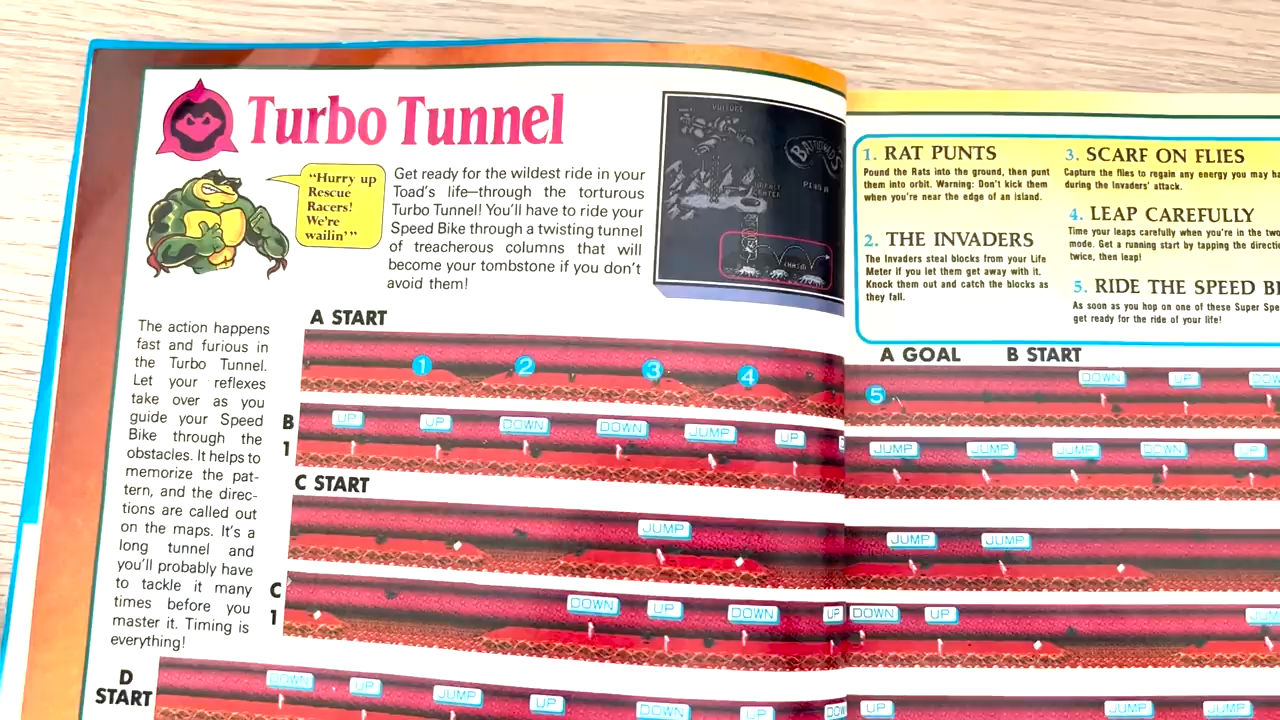 Turbo Tunnel
"Hurry up
Rescue
Racers!
We're
wailin'"
Get ready for the wildest ride in your
Toad's life—through the torturous
Turbo Tunnel! You'll have to ride your
Speed Bike through a twisting tunnel
of treacherous columns that will
become your tombstone if you don't
avoid them!
The action happens
fast and furious in
the Turbo Tunnel.
Let your reflexes
take over as you
guide your Speed
Bike through the
obstacles. It helps to
memorize the pat-
tern, and the direc-
tions are called out
on the maps. It's a
long tunnel and
you'll probably have
to tackle it many
times before you
master it. Timing is
everything!
A START
1 2 3 4
B
1
UP UP DOWN DOWN JUMP UP
C START
JUMP
C
1
DOWN UP DOWN UP
D
START
DOWN UP JUMP UP DOWN UP
1. RAT PUNTS
Pound the Rats into the ground, then punt
them into orbit. Warning: Don't kick them
when you're near the edge of an island.
2. THE INVADERS
The Invaders steal blocks from your Life
Meter if you let them get away with it.
Knock them out and catch the blocks as
they fall.
3. SCARF ON FLIES
Capture the flies to regain any energy you may
during the Invaders' attack.
4. LEAP CAREFULLY
Time your leaps carefully when you're in the
mode. Get a running start by tapping the
twice, then leap!
5. RIDE THE SPEED
As soon as you hop on one of these Super
get ready for the ride of your life!
A GOAL B START
5 DOWN UP
JUMP JUMP JUMP DOWN UP
JUMP JUMP
DOWN UP
UP JUMP JUMP